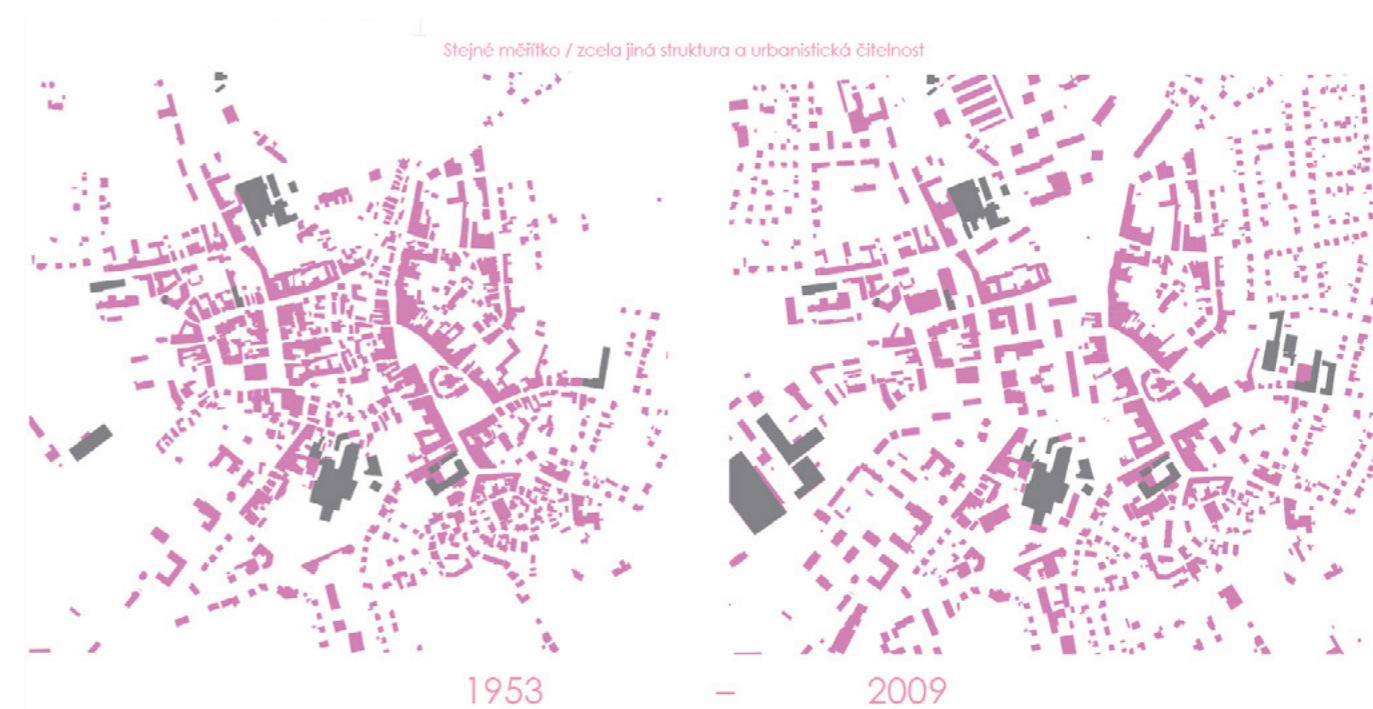 Stejné měřítko / zcela jiná struktura a urbanistická čitelnost
1953 – 2009